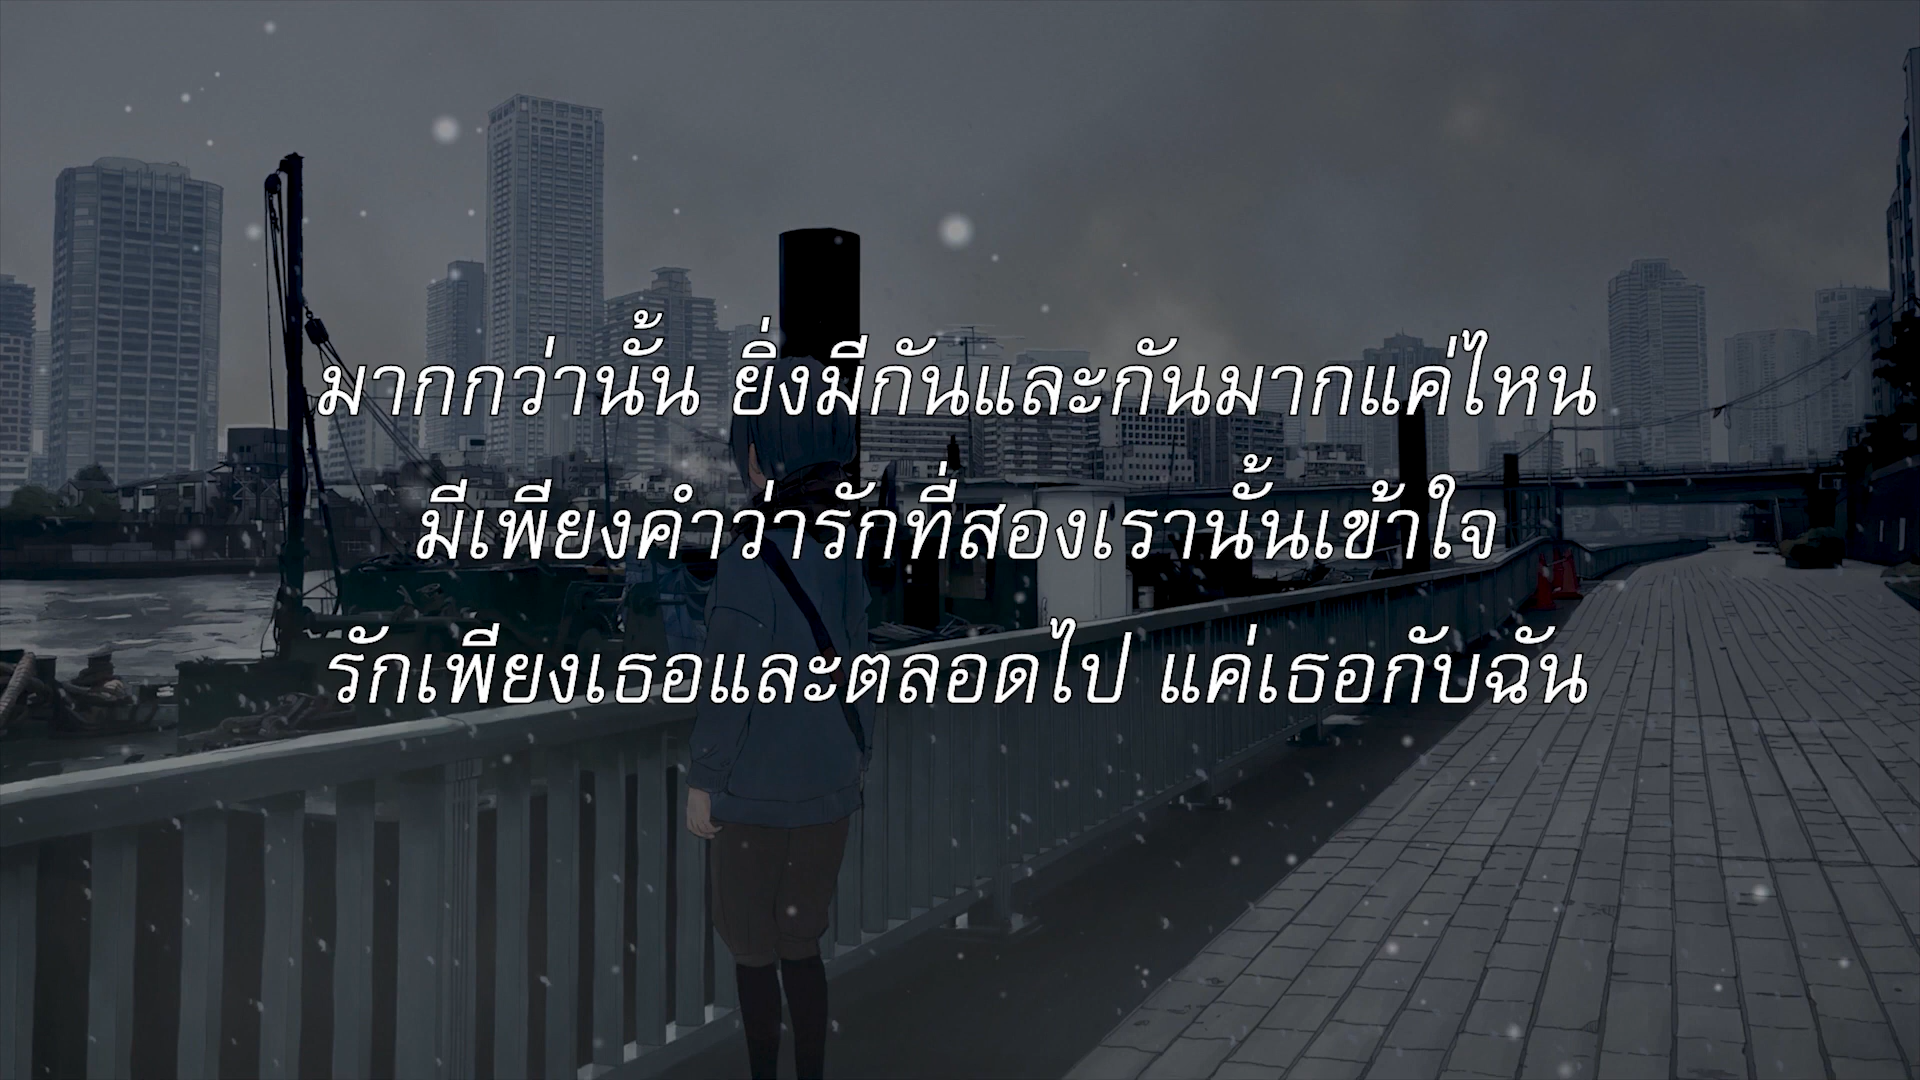 มากกว่านั้น ยิ่งมีกันและกันมากแค่ไหน
มีเพียงคำว่ารักที่สองเรานั้นเข้าใจ
รักเพียงเธอและตลอดไป แค่เธอกับฉัน